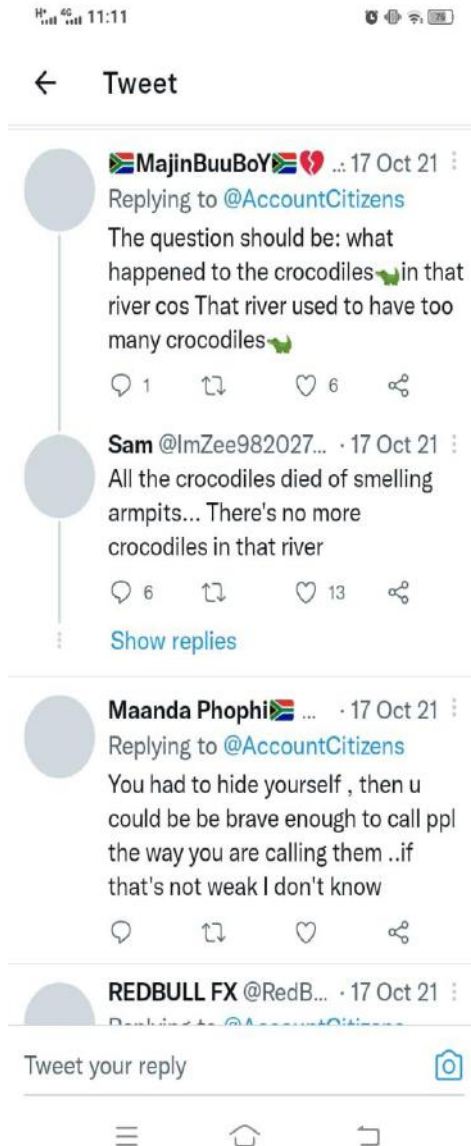 H+ 4G 11:11 75
Tweet
🇿🇦MajinBuuBoY🇿🇦💔 ..: 17 Oct 21
Replying to @AccountCitizens
The question should be: what
happened to the crocodiles🐊in that
river cos That river used to have too
many crocodiles🐊
1 6
Sam @ImZee982027... · 17 Oct 21
All the crocodiles died of smelling
armpits... There's no more
crocodiles in that river
6 13
Show replies
Maanda Phophi🇿🇦 ... · 17 Oct 21
Replying to @AccountCitizens
You had to hide yourself , then u
could be be brave enough to call ppl
the way you are calling them ..if
that's not weak I don't know
REDBULL FX @RedB... · 17 Oct 21
Replying to @AccountCitizens
Tweet your reply